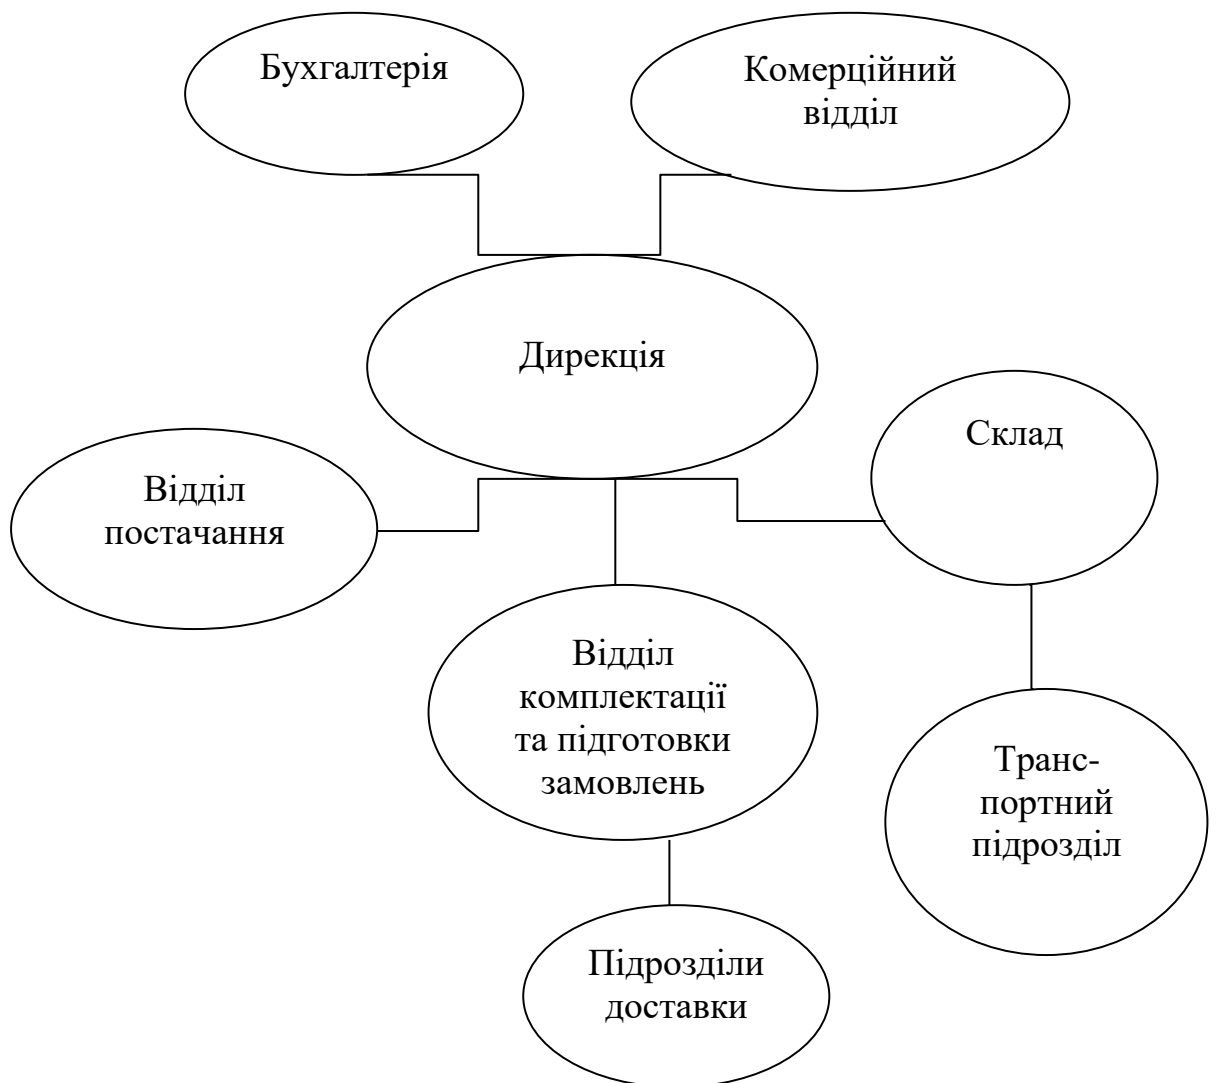 Бухгалтерія
Комерційний
відділ
Дирекція
Склад
Відділ
постачання
Відділ
комплектації
та підготовки
замовлень
Транс-
портний
підрозділ
Підрозділи
доставки